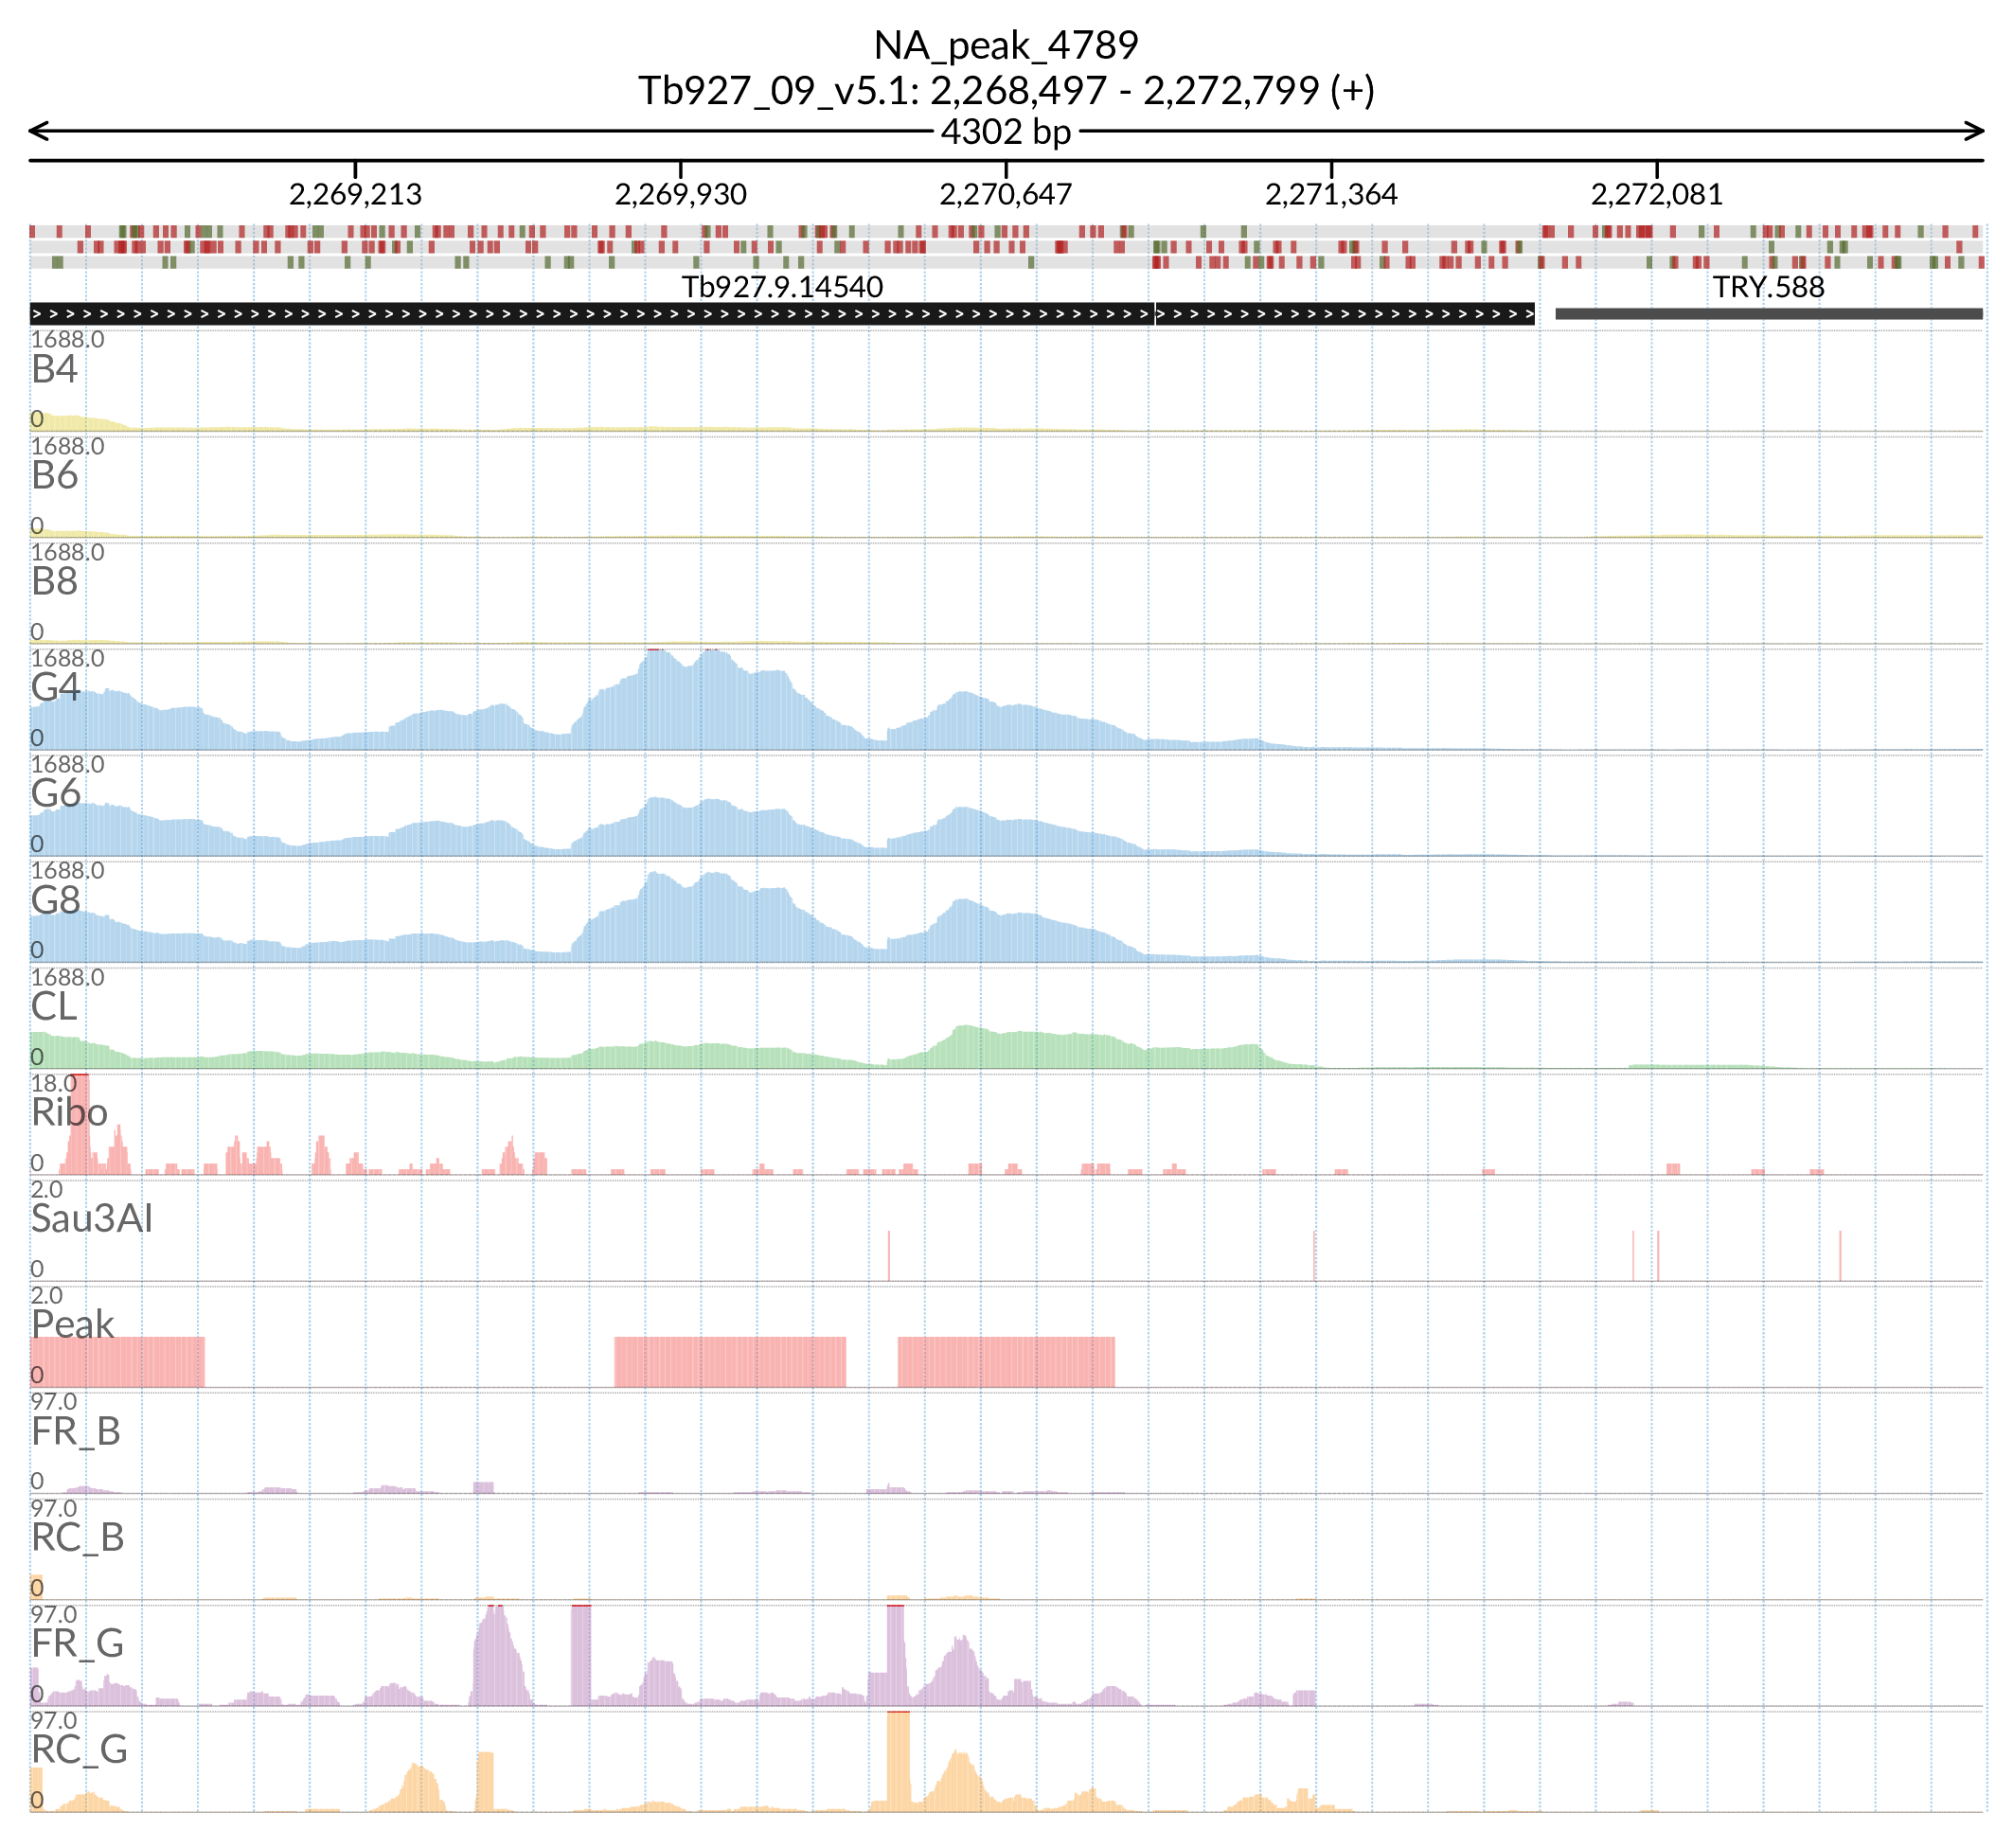 NA_peak_4789
Tb927_09_v5.1: 2,268,497 - 2,272,799 (+)
4302 bp
2,269,213 2,269,930 2,270,647 2,271,364 2,272,081
Tb927.9.14540 TRY.588
1688.0
B4
0
1688.0
B6
0
1688.0
B8
0
1688.0
G4
0
1688.0
G6
0
1688.0
G8
0
1688.0
CL
0
18.0
Ribo
0
2.0
Sau3AI
0
2.0
Peak
0
97.0
FR_B
0
97.0
RC_B
0
97.0
FR_G
0
97.0
RC_G
0